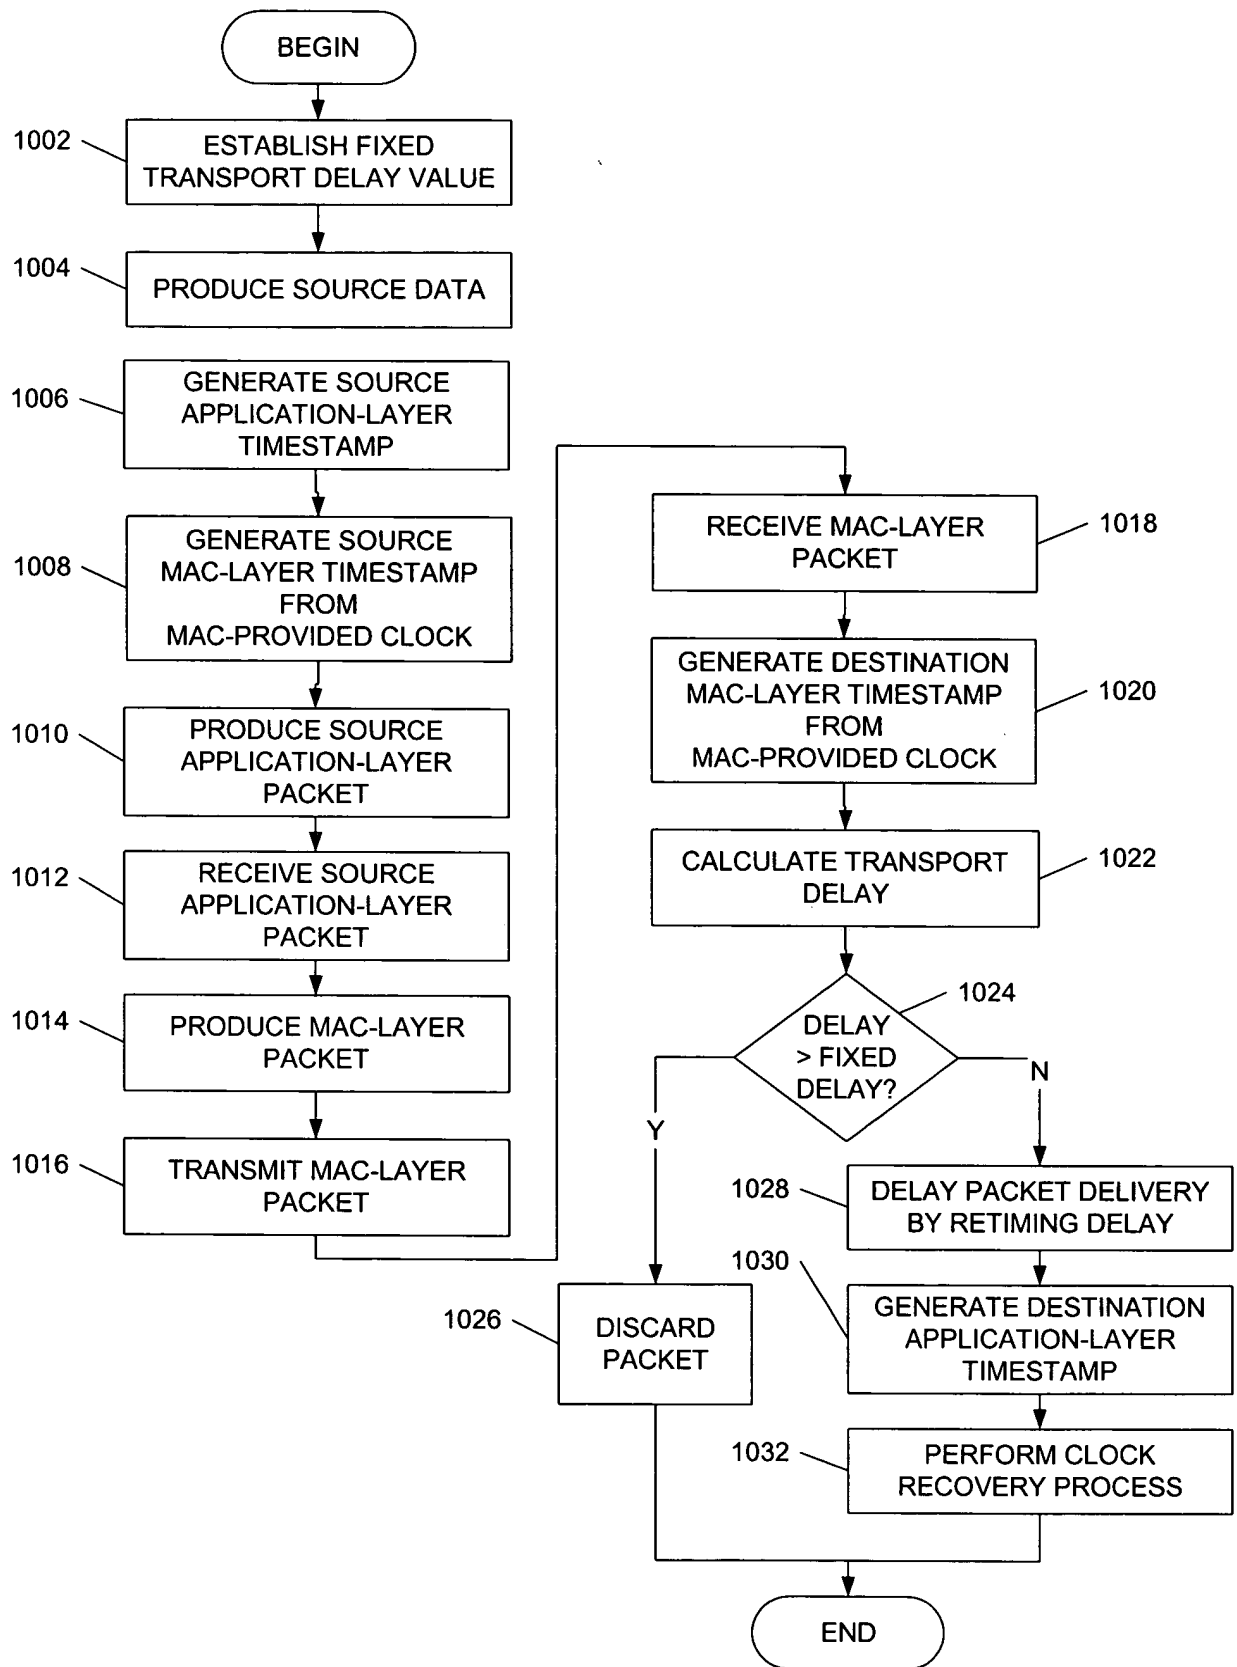 BEGIN
1002
ESTABLISH FIXED
TRANSPORT DELAY VALUE
1004
PRODUCE SOURCE DATA
1006
GENERATE SOURCE
APPLICATION-LAYER
TIMESTAMP
1008
GENERATE SOURCE
MAC-LAYER TIMESTAMP
FROM
MAC-PROVIDED CLOCK
1010
PRODUCE SOURCE
APPLICATION-LAYER
PACKET
1012
RECEIVE SOURCE
APPLICATION-LAYER
PACKET
1014
PRODUCE MAC-LAYER
PACKET
1016
TRANSMIT MAC-LAYER
PACKET
RECEIVE MAC-LAYER
PACKET
1018
GENERATE DESTINATION
MAC-LAYER TIMESTAMP
FROM
MAC-PROVIDED CLOCK
1020
CALCULATE TRANSPORT
DELAY
1022
DELAY
> FIXED
DELAY?
1024
Y
N
1026
DISCARD
PACKET
1028
DELAY PACKET DELIVERY
BY RETIMING DELAY
1030
GENERATE DESTINATION
APPLICATION-LAYER
TIMESTAMP
1032
PERFORM CLOCK
RECOVERY PROCESS
END